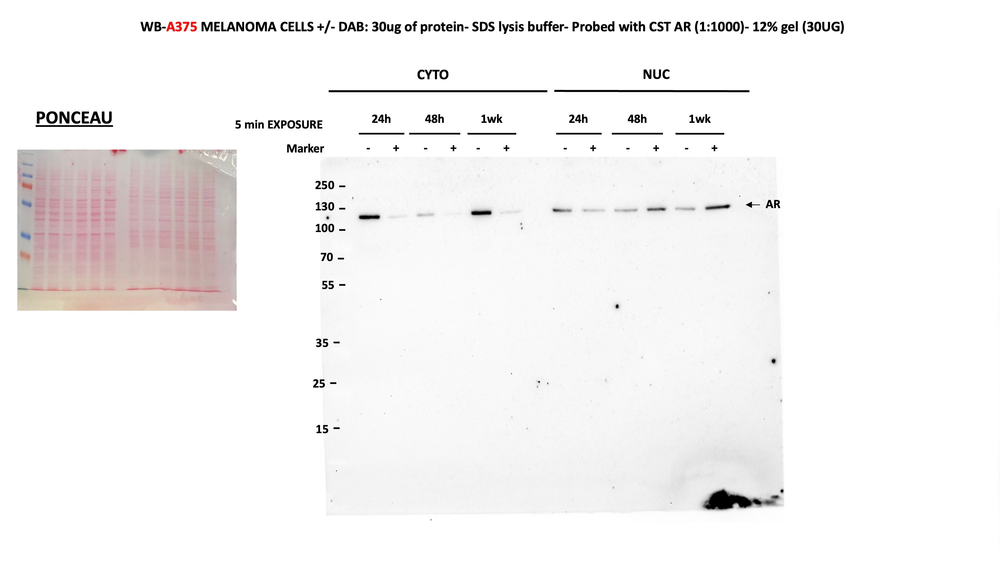 WB-A375 MELANOMA CELLS +/- DAB: 30ug of protein- SDS lysis buffer- Probed with CST AR (1:1000)- 12% gel (30UG)
CYTO NUC
PONCEAU
5 min EXPOSURE 24h 48h 1wk 24h 48h 1wk
Marker - + - + - + - + - + - +
250 –
130 –
← AR
100 –
70 –
55 –
35 –
25 –
15 –